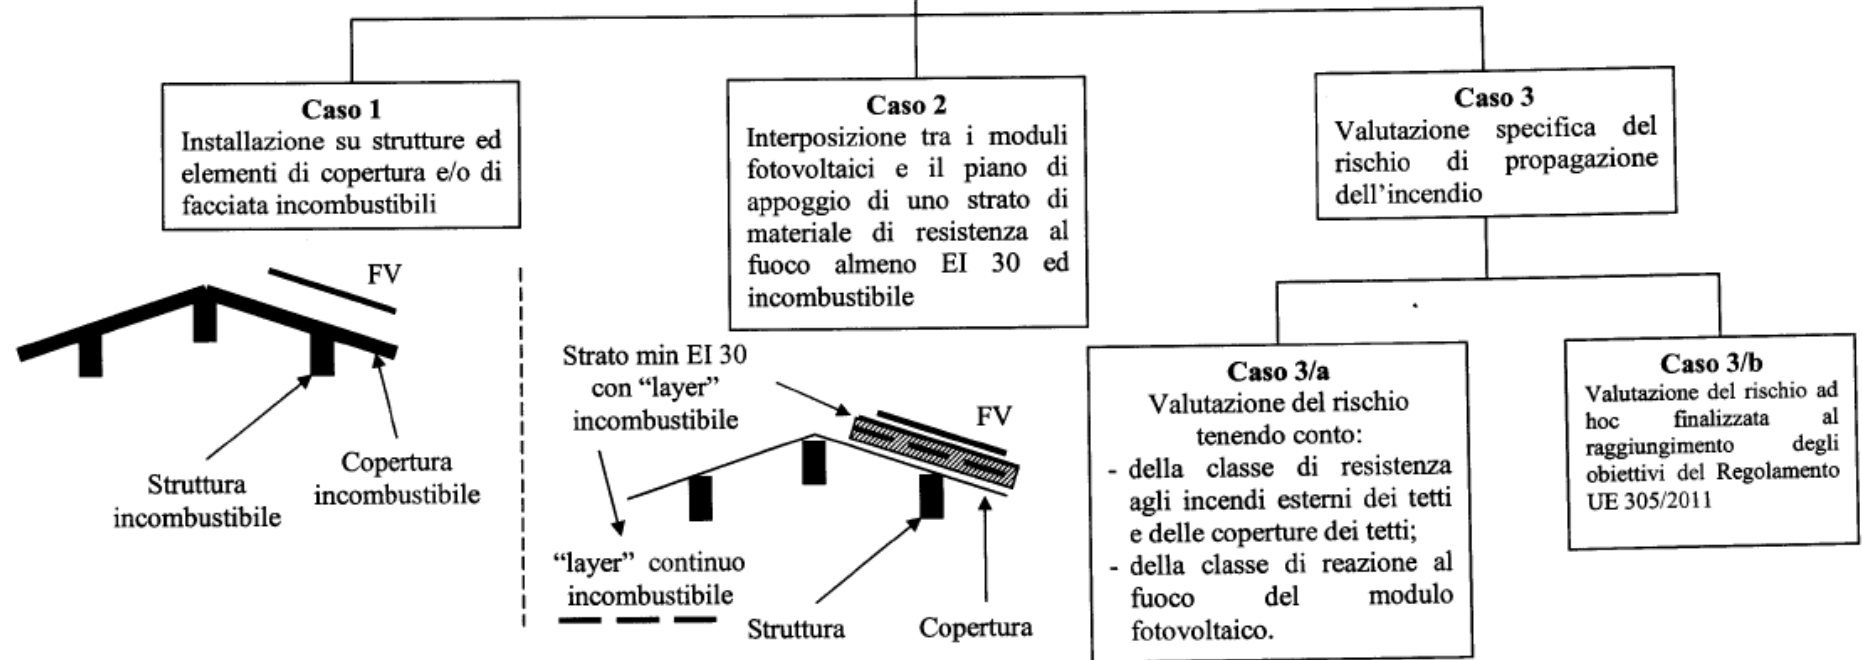 Caso 1
Installazione su strutture ed
elementi di copertura e/o di
facciata incombustibili
FV
Struttura
incombustibile
Copertura
incombustibile
Caso 2
Interposizione tra i moduli
fotovoltaici e il piano di
appoggio di uno strato di
materiale di resistenza al
fuoco almeno EI 30 ed
incombustibile
Strato min EI 30
con “layer”
incombustibile
FV
“layer” continuo
incombustibile
Struttura
Copertura
Caso 3
Valutazione specifica del
rischio di propagazione
dell’incendio
Caso 3/a
Valutazione del rischio
tenendo conto:
- della classe di resistenza
agli incendi esterni dei tetti
e delle coperture dei tetti;
- della classe di reazione al
fuoco del modulo
fotovoltaico.
Caso 3/b
Valutazione del rischio ad
hoc finalizzata al
raggiungimento degli
obiettivi del Regolamento
UE 305/2011